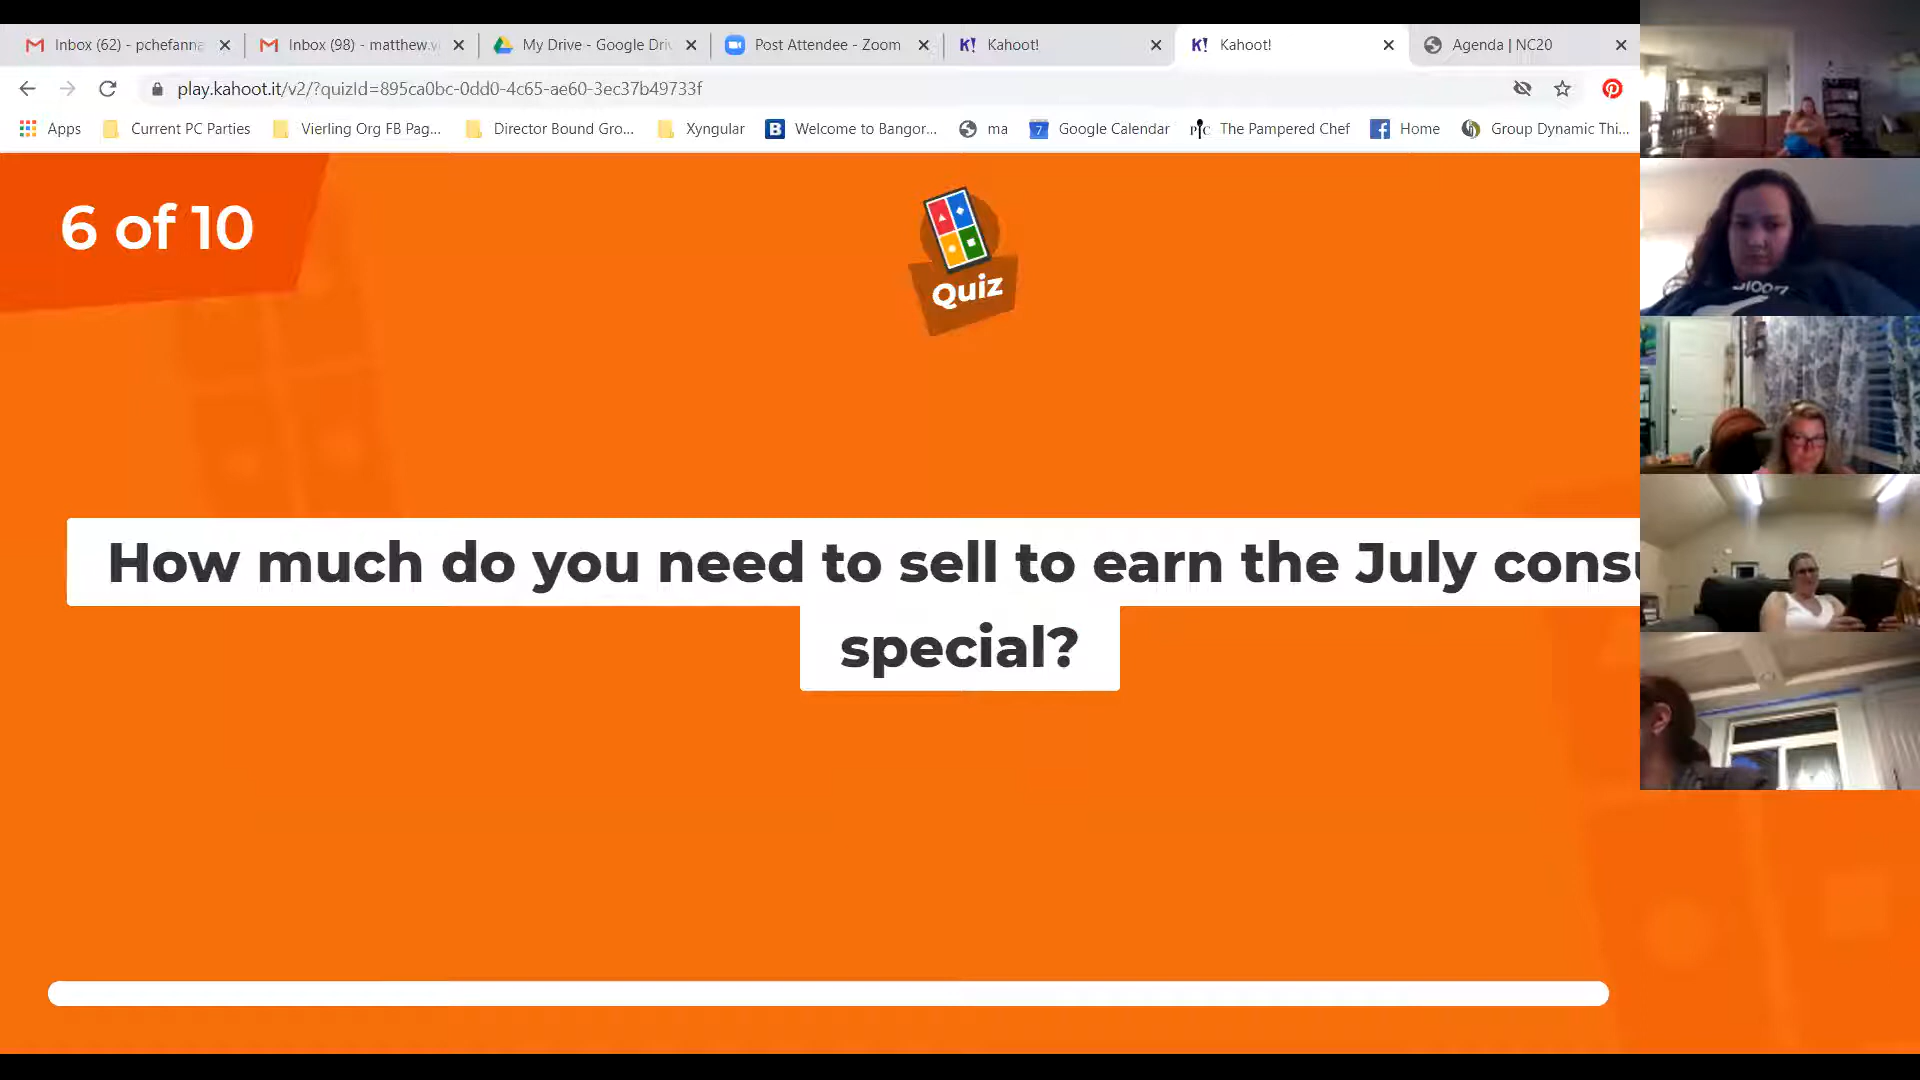 Inbox (62) - pchefanna
Inbox (98) - matthew.v
My Drive - Google Driv
Post Attendee - Zoom
K! Kahoot!
K! Kahoot!
Agenda | NC20
play.kahoot.it/v2/?quizId=895ca0bc-0dd0-4c65-ae60-3ec37b49733f
Apps
Current PC Parties
Vierling Org FB Pag...
Director Bound Gro...
Xyngular
B Welcome to Bangor...
ma
7 Google Calendar
The Pampered Chef
Home
Group Dynamic Thi...
6 of 10
Quiz
How much do you need to sell to earn the July consu
special?